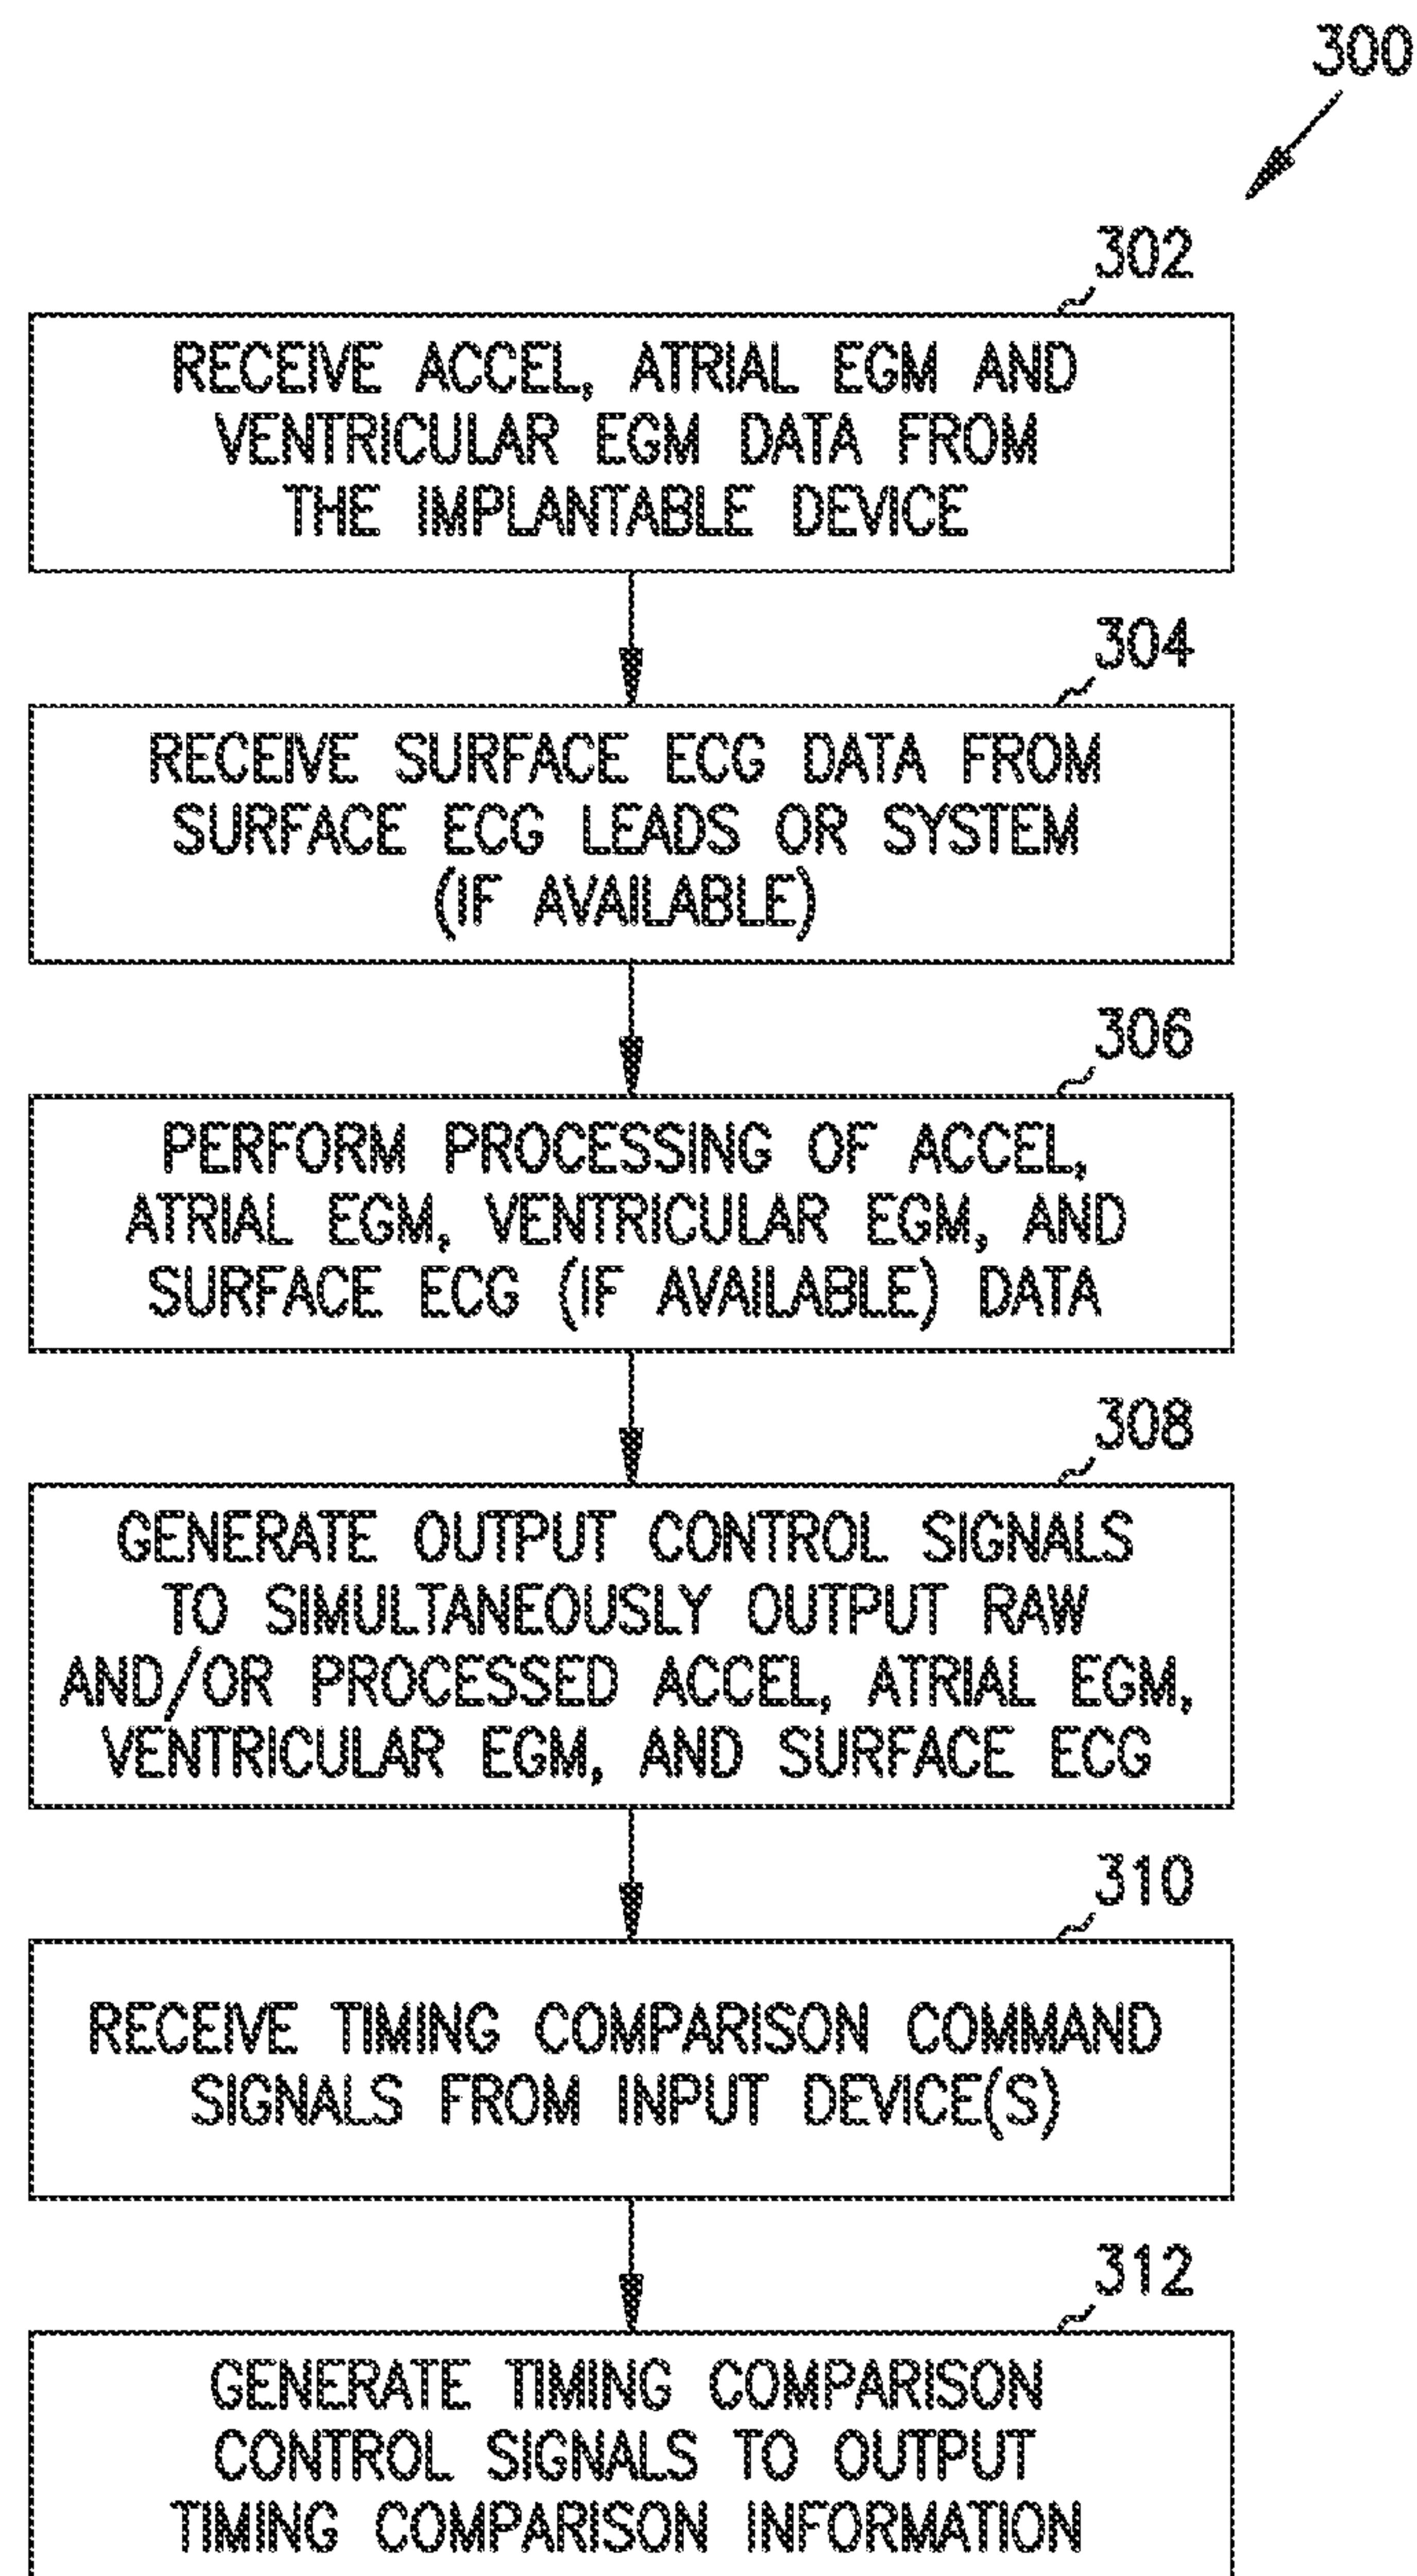 300
302
RECEIVE ACCEL, ATRIAL EGM AND
VENTRICULAR EGM DATA FROM
THE IMPLANTABLE DEVICE
304
RECEIVE SURFACE ECG DATA FROM
SURFACE ECG LEADS OR SYSTEM
(IF AVAILABLE)
306
PERFORM PROCESSING OF ACCEL,
ATRIAL EGM, VENTRICULAR EGM, AND
SURFACE ECG (IF AVAILABLE) DATA
308
GENERATE OUTPUT CONTROL SIGNALS
TO SIMULTANEOUSLY OUTPUT RAW
AND/OR PROCESSED ACCEL, ATRIAL EGM,
VENTRICULAR EGM, AND SURFACE ECG
310
RECEIVE TIMING COMPARISON COMMAND
SIGNALS FROM INPUT DEVICE(S)
312
GENERATE TIMING COMPARISON
CONTROL SIGNALS TO OUTPUT
TIMING COMPARISON INFORMATION